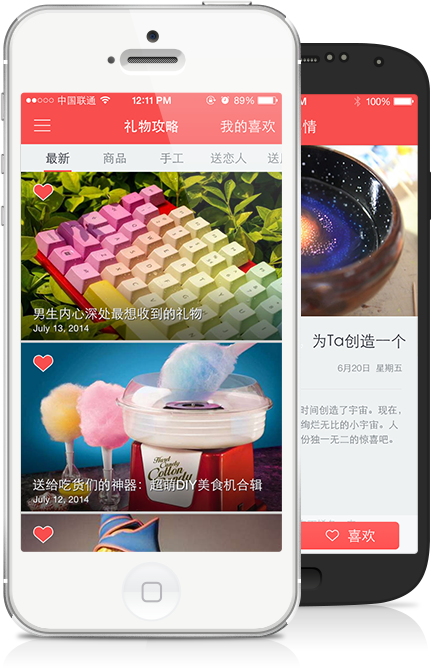 中国联通 12:11 PM 89%
礼物攻略 我的喜欢
最新 商品 手工 送恋人
男生内心深处最想收到的礼物
July 13, 2014
Hard Candy
Cotton
Candy
送给吃货们的神器：超萌DIY美食机合辑
July 12, 2014
M 100%
情
为Ta创造一个
6月20日 星期五
时间创造了宇宙。现在，
绚烂无比的小宇宙。人
份独一无二的惊喜吧。
喜欢